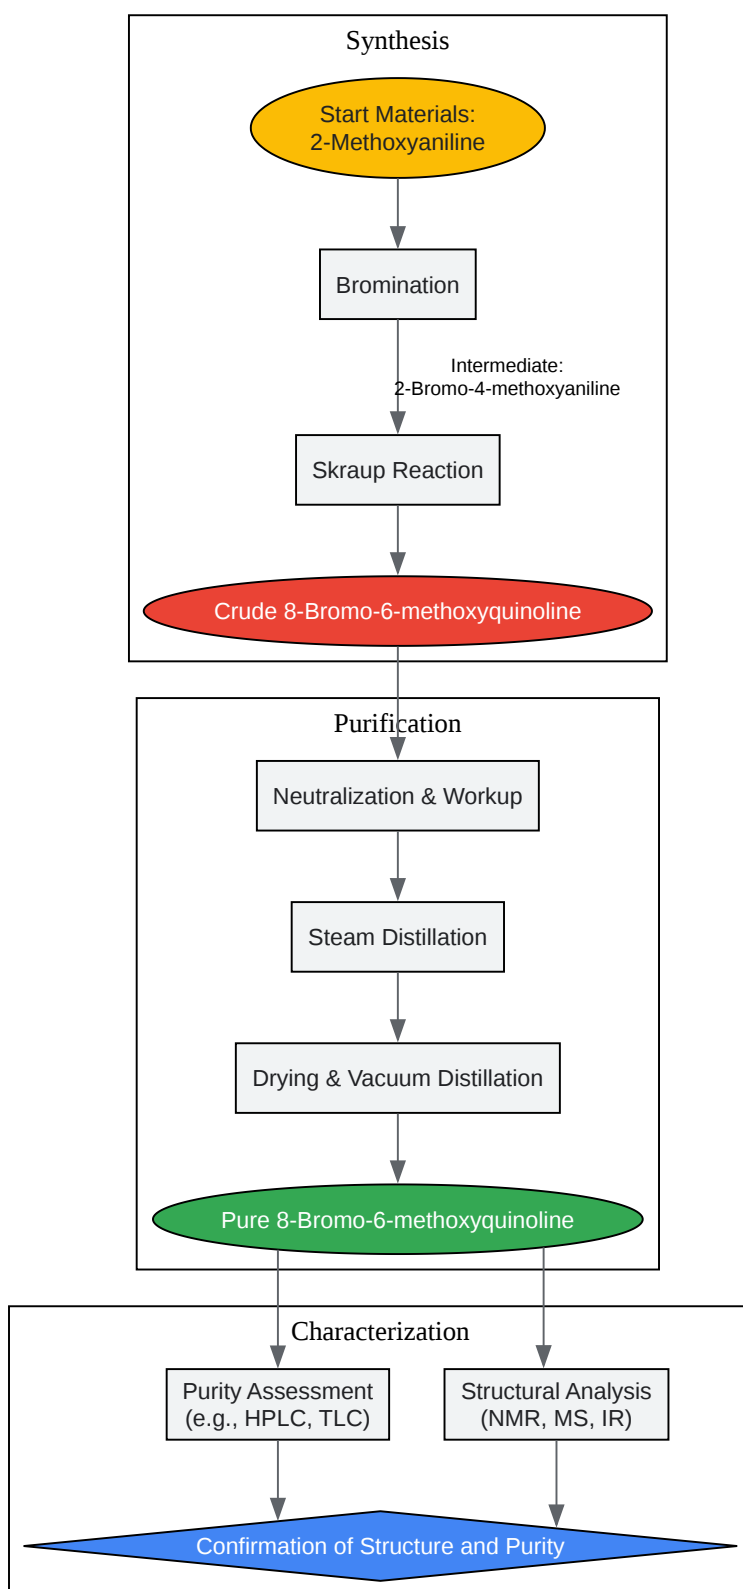 Synthesis
Start Materials:
2-Methoxyaniline
Bromination
Intermediate:
2-Bromo-4-methoxyaniline
Skraup Reaction
Crude 8-Bromo-6-methoxyquinoline
Purification
Neutralization & Workup
Steam Distillation
Drying & Vacuum Distillation
Pure 8-Bromo-6-methoxyquinoline
Characterization
Purity Assessment
(e.g., HPLC, TLC)
Structural Analysis
(NMR, MS, IR)
Confirmation of Structure and Purity